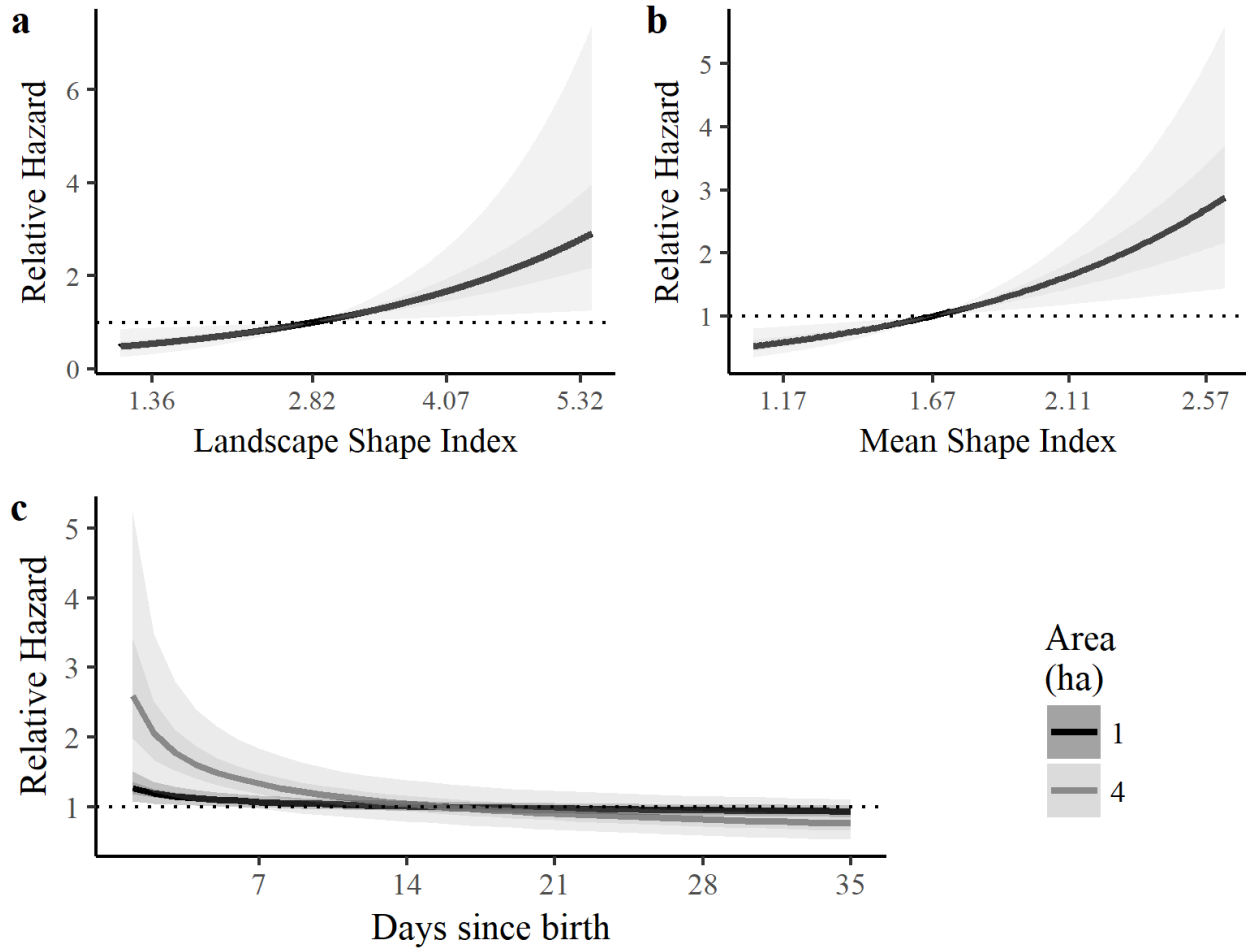 a
Relative Hazard
6
4
2
0
1.36 2.82 4.07 5.32
Landscape Shape Index
b
Relative Hazard
5
4
3
2
1
1.17 1.67 2.11 2.57
Mean Shape Index
c
Relative Hazard
5
4
3
2
1
7 14 21 28 35
Days since birth
Area
(ha)
1
4